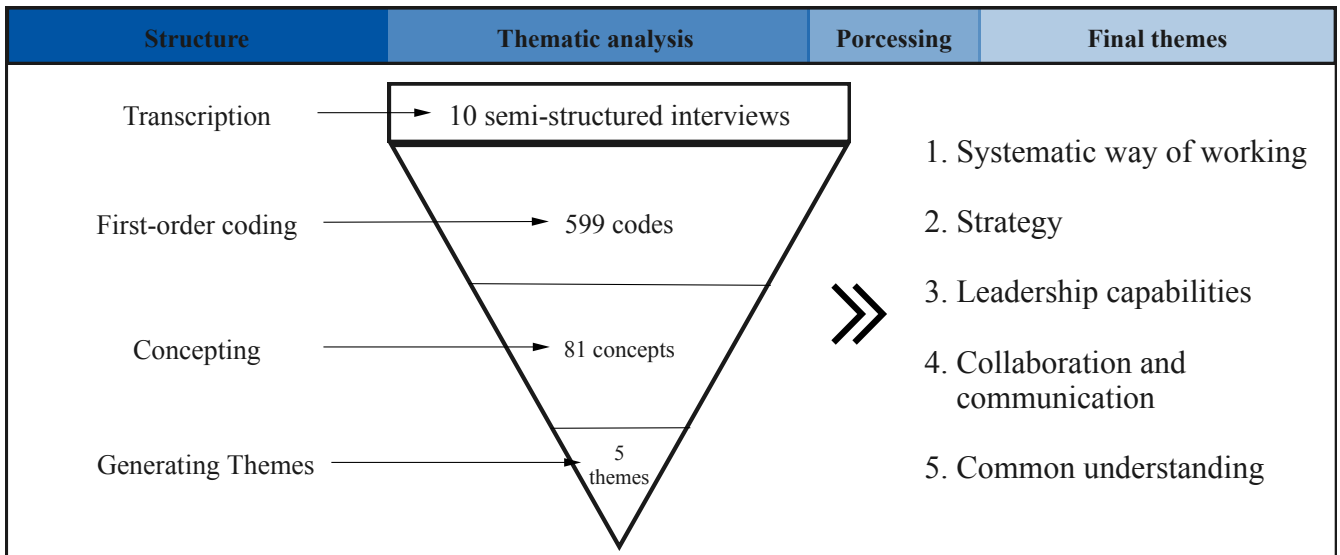 Structure Thematic analysis Porcessing Final themes
Transcription 10 semi-structured interviews
First-order coding 599 codes
Concepting 81 concepts
Generating Themes 5
themes
1. Systematic way of working
2. Strategy
3. Leadership capabilities
4. Collaboration and
communication
5. Common understanding